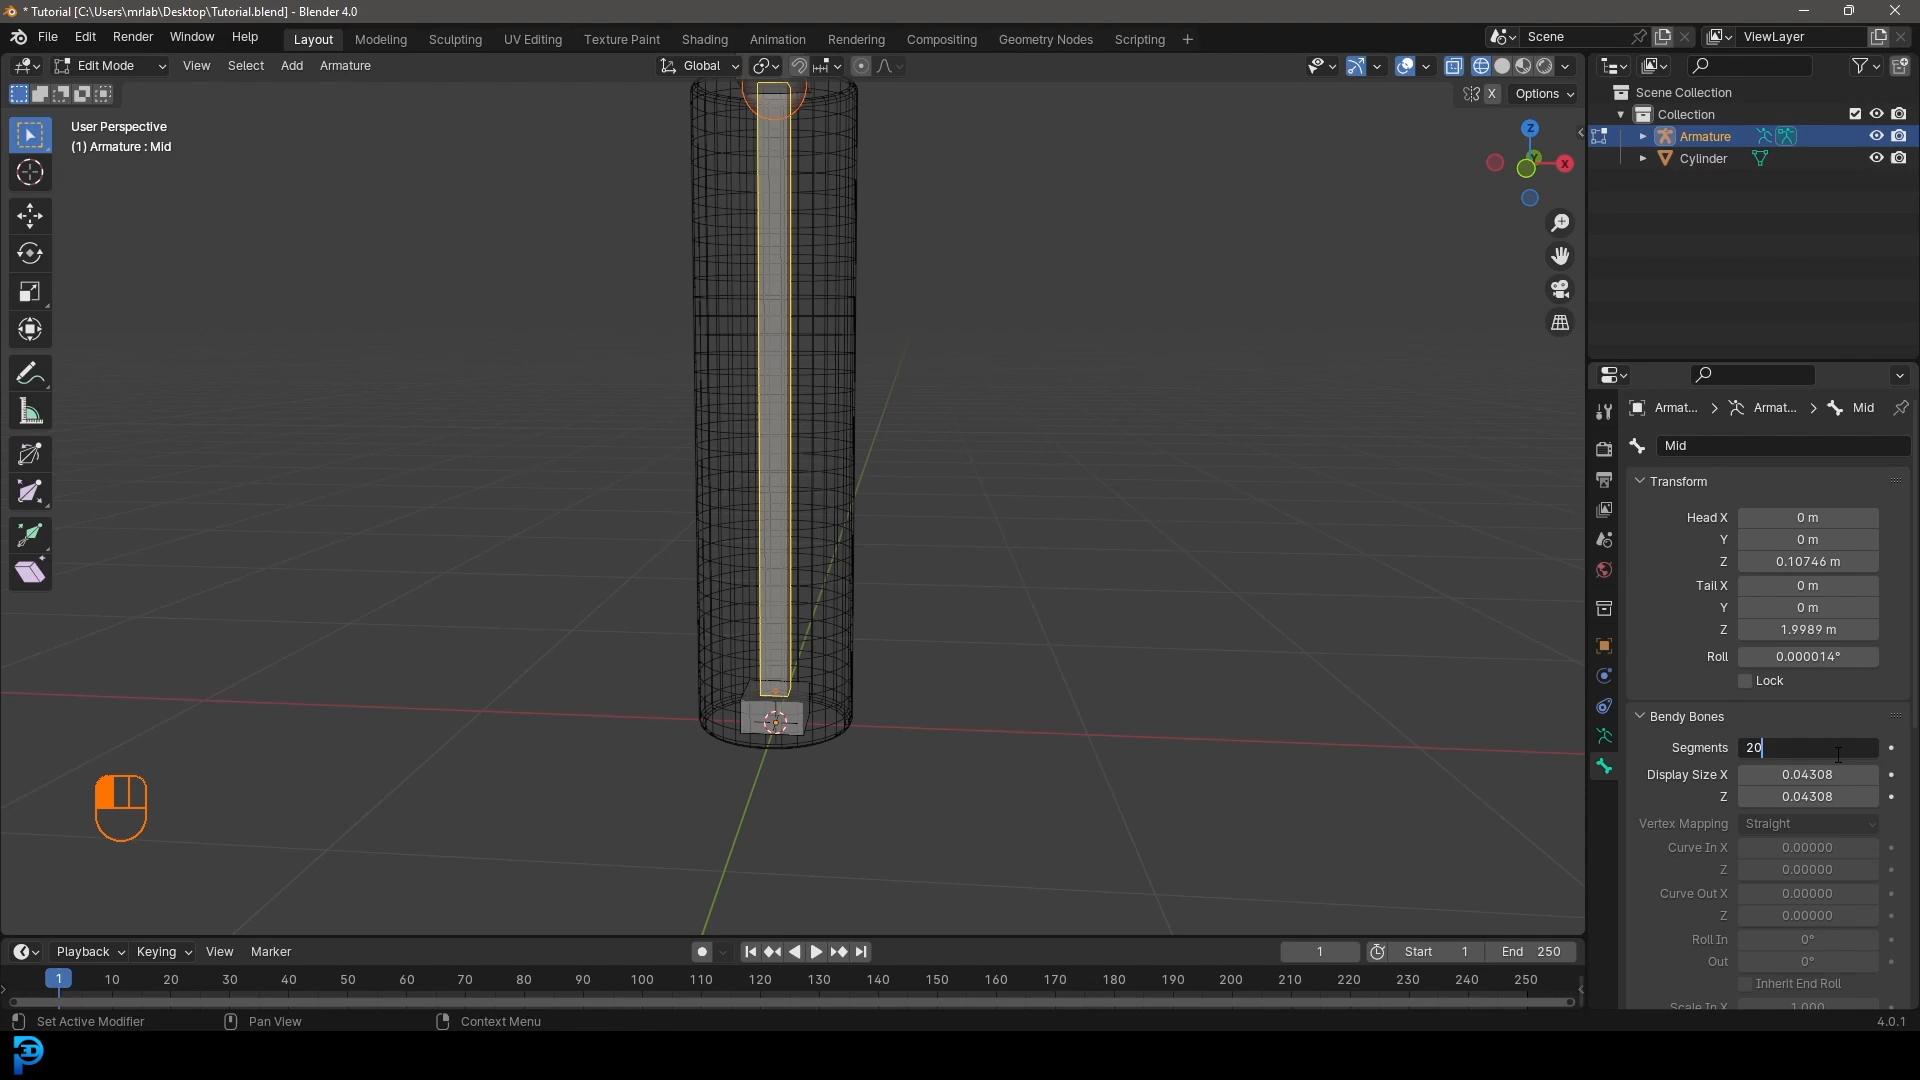 * Tutorial [C:\Users\mrlab\Desktop\Tutorial.blend] - Blender 4.0
File Edit Render Window Help Layout Modeling Sculpting UV Editing Texture Paint Shading Animation Rendering Compositing Geometry Nodes Scripting + Scene ViewLayer
Edit Mode View Select Add Armature Global
X Options
User Perspective
(1) Armature : Mid
Z
X
Y
Scene Collection
Collection
Armature
Cylinder
Armat... > Armat... > Mid
Mid
Transform
Head X 0 m
Y 0 m
Z 0.10746 m
Tail X 0 m
Y 0 m
Z 1.9989 m
Roll 0.000014°
Lock
Bendy Bones
Segments 20
Display Size X 0.04308
Z 0.04308
Vertex Mapping Straight
Curve In X 0.00000
Z 0.00000
Curve Out X 0.00000
Z 0.00000
Roll In 0°
Out 0°
Inherit End Roll
Scale In X 1.000
Playback Keying View Marker 1 Start 1 End 250
1 10 20 30 40 50 60 70 80 90 100 110 120 130 140 150 160 170 180 190 200 210 220 230 240 250
Set Active Modifier Pan View Context Menu 4.0.1